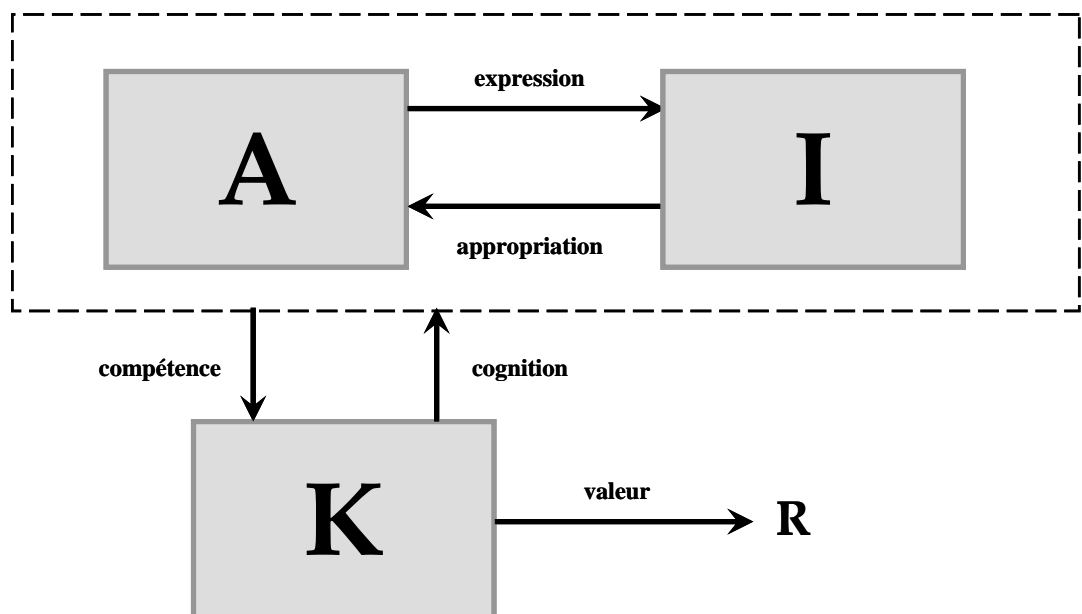 expression
A
I
appropriation
compétence
cognition
K
valeur
R